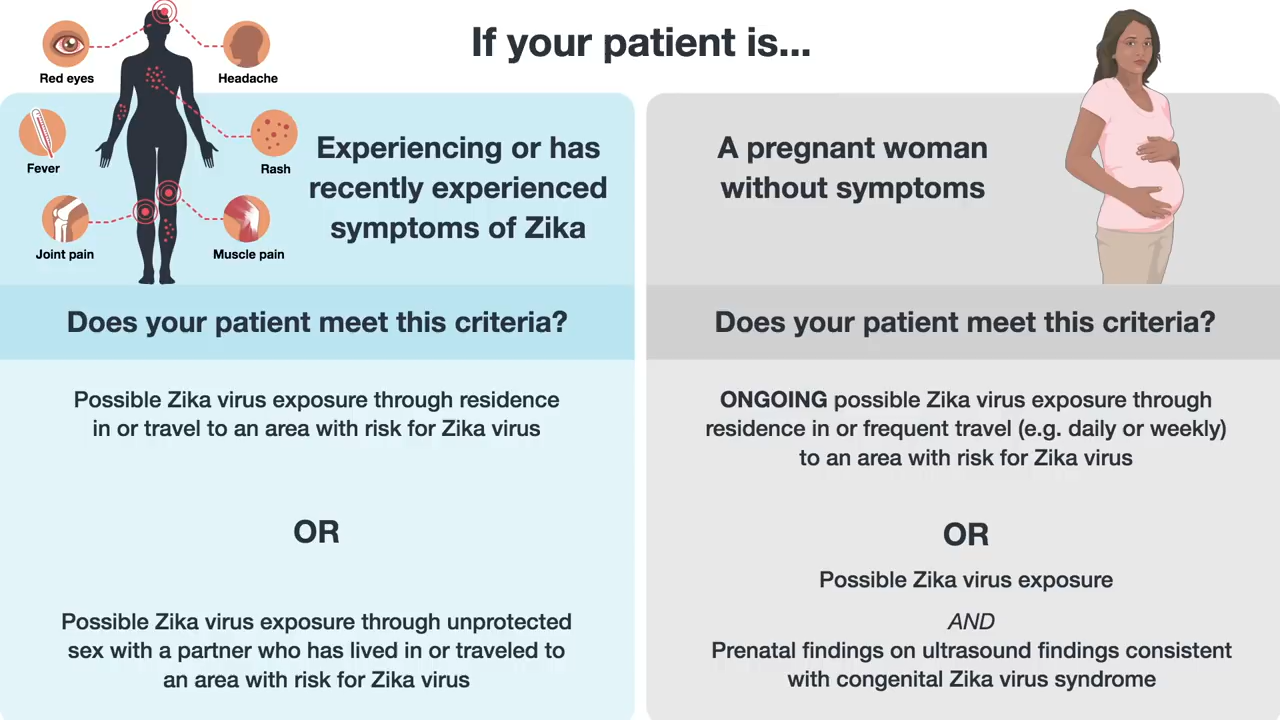 If your patient is...
Red eyes
Headache
Fever
Rash
Joint pain
Muscle pain
Experiencing or has
recently experienced
symptoms of Zika
Does your patient meet this criteria?
Possible Zika virus exposure through residence
in or travel to an area with risk for Zika virus
OR
Possible Zika virus exposure through unprotected
sex with a partner who has lived in or traveled to
an area with risk for Zika virus
A pregnant woman
without symptoms
Does your patient meet this criteria?
ONGOING possible Zika virus exposure through
residence in or frequent travel (e.g. daily or weekly)
to an area with risk for Zika virus
OR
Possible Zika virus exposure
AND
Prenatal findings on ultrasound findings consistent
with congenital Zika virus syndrome